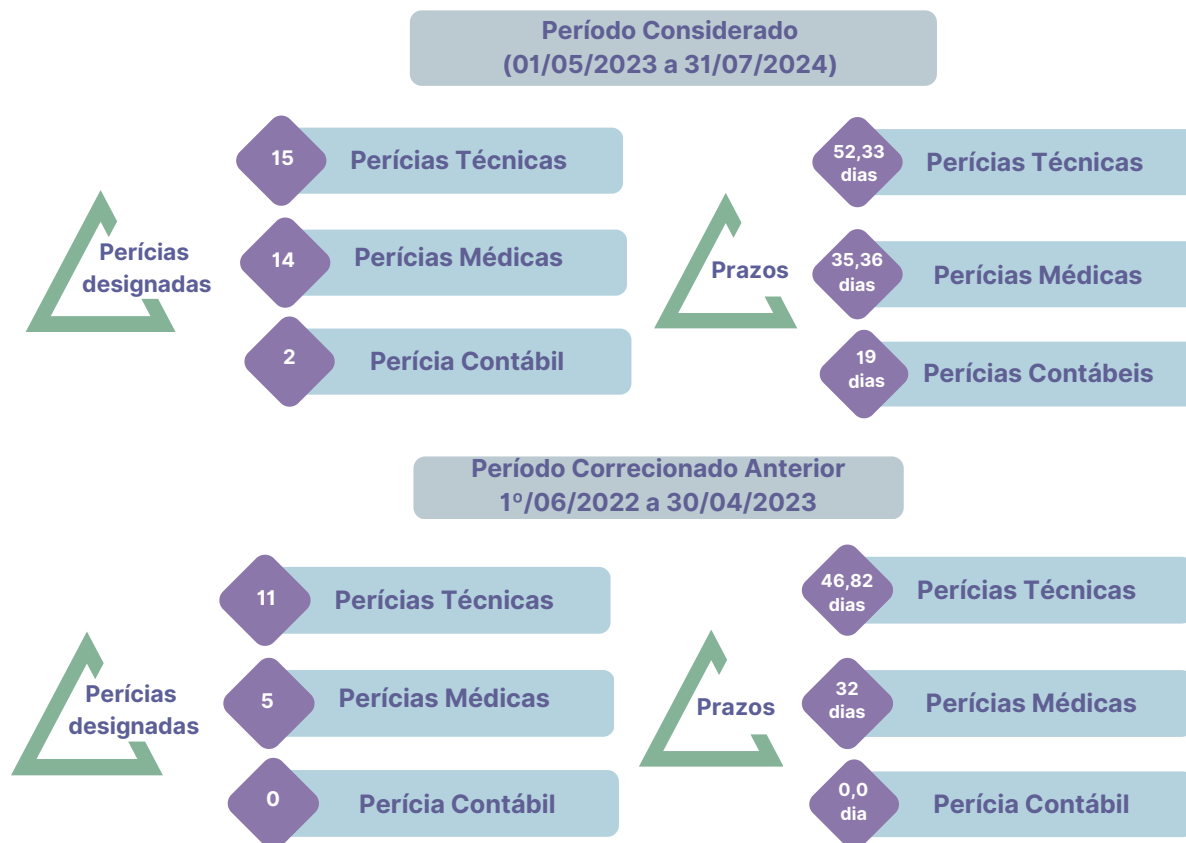 Período Considerado
(01/05/2023 a 31/07/2024)
Perícias
designadas
15
Perícias Técnicas
14
Perícias Médicas
2
Perícia Contábil
Prazos
52,33
dias
Perícias Técnicas
35,36
dias
Perícias Médicas
19
dias
Perícias Contábeis
Período Correcionado Anterior
1º/06/2022 a 30/04/2023
Perícias
designadas
11
Perícias Técnicas
5
Perícias Médicas
0
Perícia Contábil
Prazos
46,82
dias
Perícias Técnicas
32
dias
Perícias Médicas
0,0
dia
Perícia Contábil